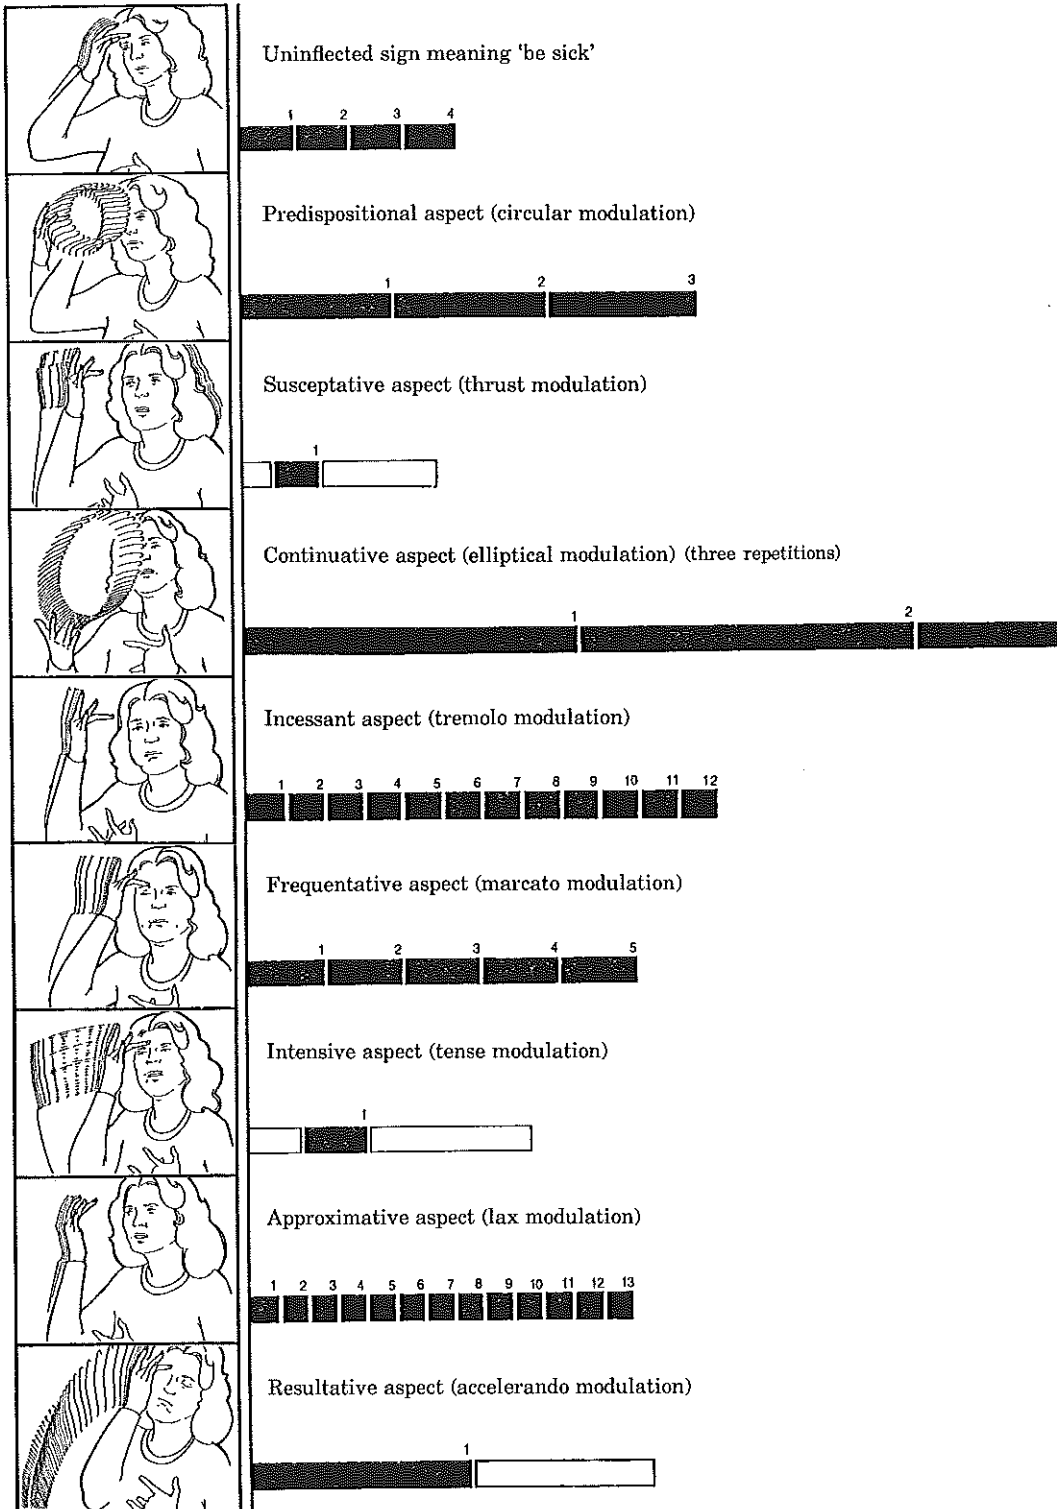 Uninflected sign meaning ‘be sick’
1 2 3 4
Predispositional aspect (circular modulation)
1 2 3
Susceptative aspect (thrust modulation)
1
Continuative aspect (elliptical modulation) (three repetitions)
1 2
Incessant aspect (tremolo modulation)
1 2 3 4 5 6 7 8 9 10 11 12
Frequentative aspect (marcato modulation)
1 2 3 4 5
Intensive aspect (tense modulation)
1
Approximative aspect (lax modulation)
1 2 3 4 5 6 7 8 9 10 11 12 13
Resultative aspect (accelerando modulation)
1